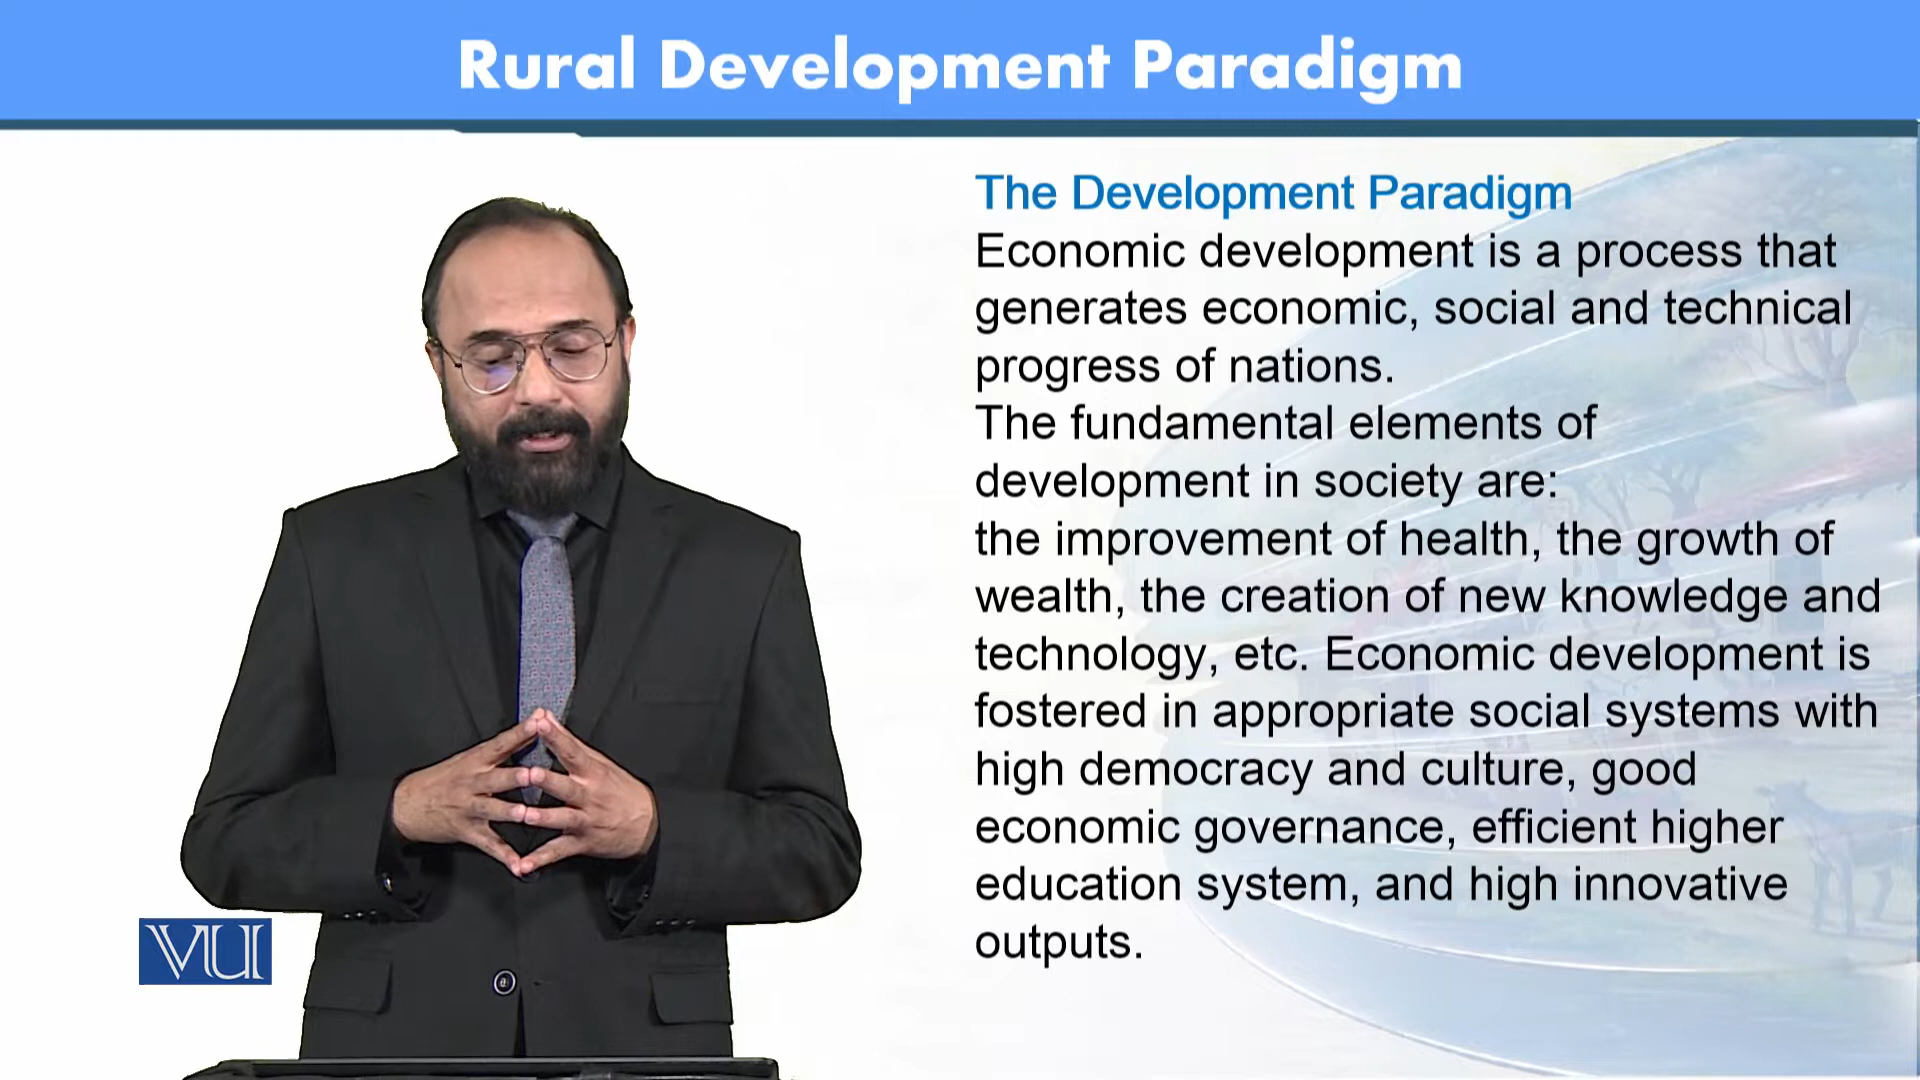 Rural Development Paradigm
The Development Paradigm
Economic development is a process that
generates economic, social and technical
progress of nations.
The fundamental elements of
development in society are:
the improvement of health, the growth of
wealth, the creation of new knowledge and
technology, etc. Economic development is
fostered in appropriate social systems with
high democracy and culture, good
economic governance, efficient higher
education system, and high innovative
outputs.
VU